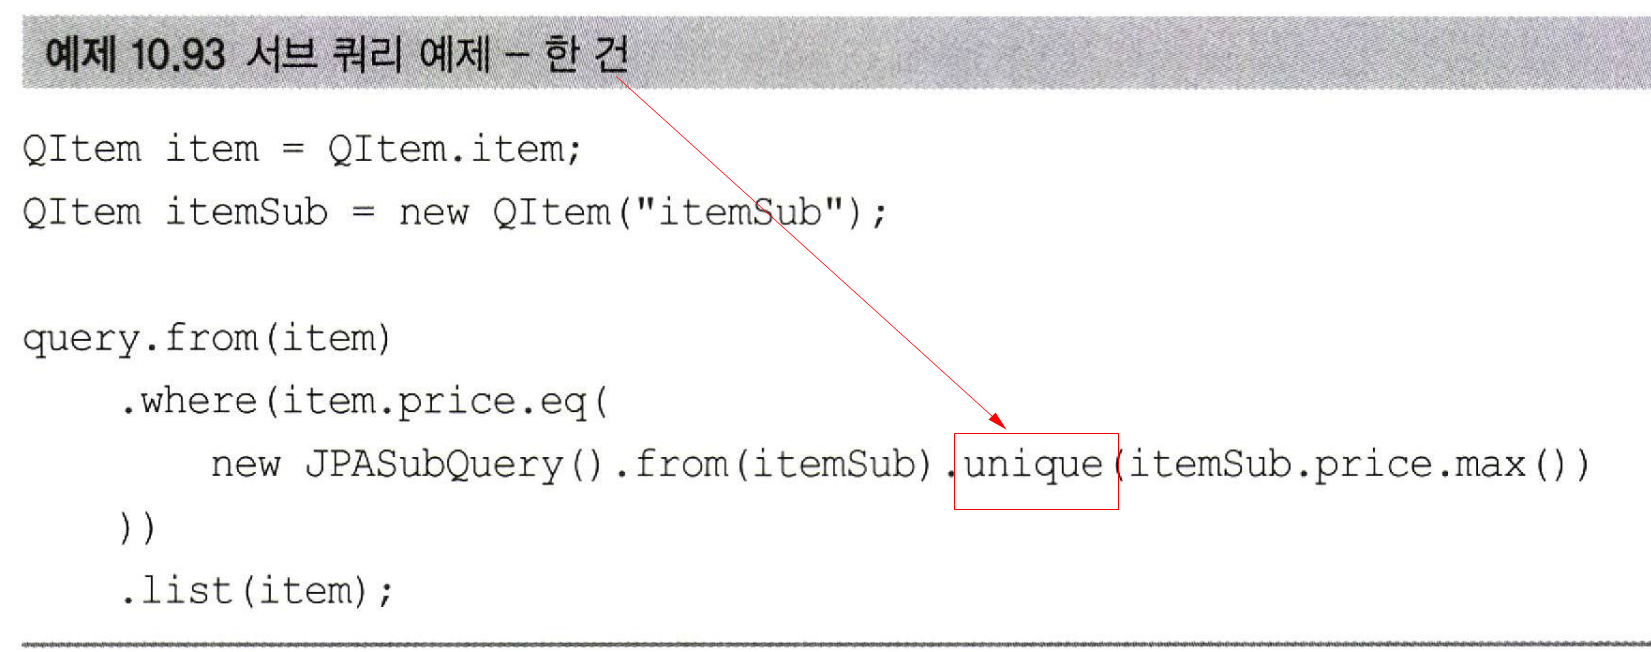 예제 10.93 서브 쿼리 예제 – 한 건
QItem item = QItem.item;
QItem itemSub = new QItem("itemSub");
query.from(item)
.where(item.price.eq(
new JPASubQuery().from(itemSub).unique(itemSub.price.max())
))
.list(item);